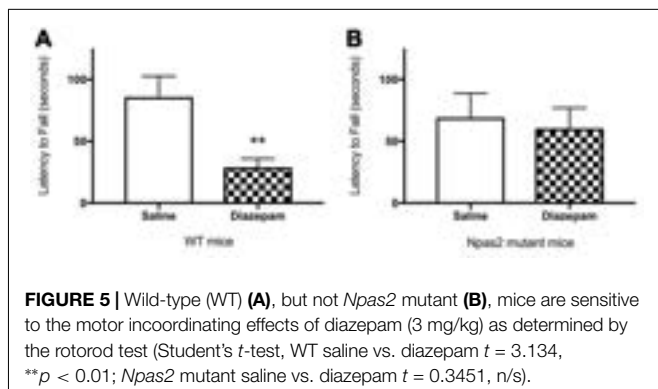 A
B
Latency to Fall (seconds)
100
50
0
**
Saline
Diazepam
WT mice
Latency to Fall (seconds)
100
50
0
Saline
Diazepam
Npas2 mutant mice
FIGURE 5 | Wild-type (WT) (A), but not Npas2 mutant (B), mice are sensitive
to the motor incoordinating effects of diazepam (3 mg/kg) as determined by
the rotorod test (Student's t-test, WT saline vs. diazepam t = 3.134,
**p < 0.01; Npas2 mutant saline vs. diazepam t = 0.3451, n/s).